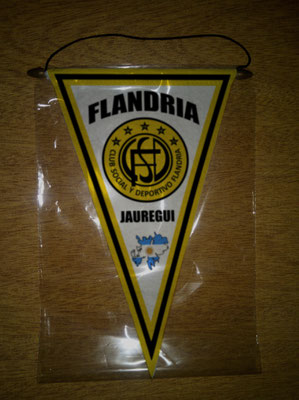 FLANDRIA
CLUB SOCIAL Y DEPORTIVO FLANDRIA
JAUREGUI